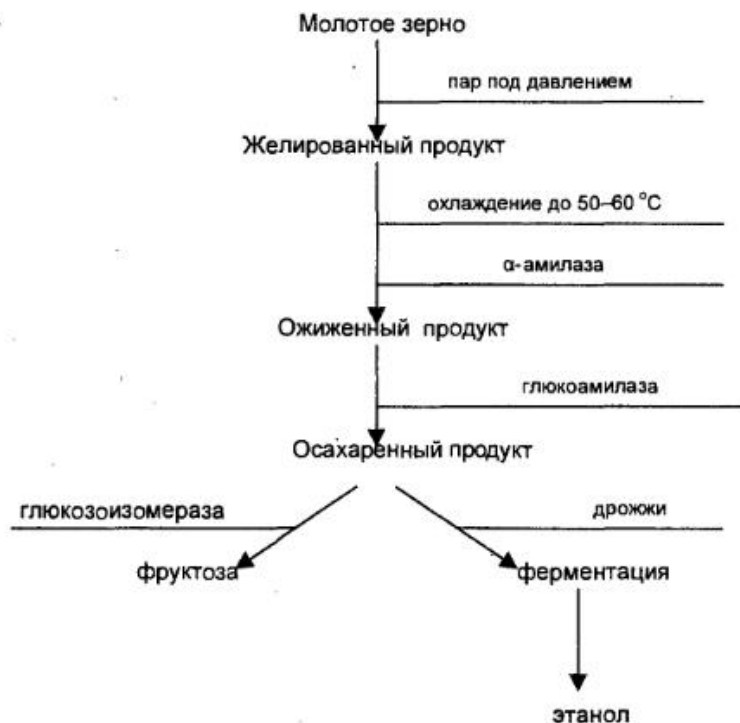 Молотое зерно
пар под давлением
Желированный продукт
охлаждение до 50–60 °С
α-амилаза
Ожиженный продукт
глюкоамилаза
Осахаренный продукт
глюкозоизомераза
дрожжи
фруктоза
ферментация
этанол